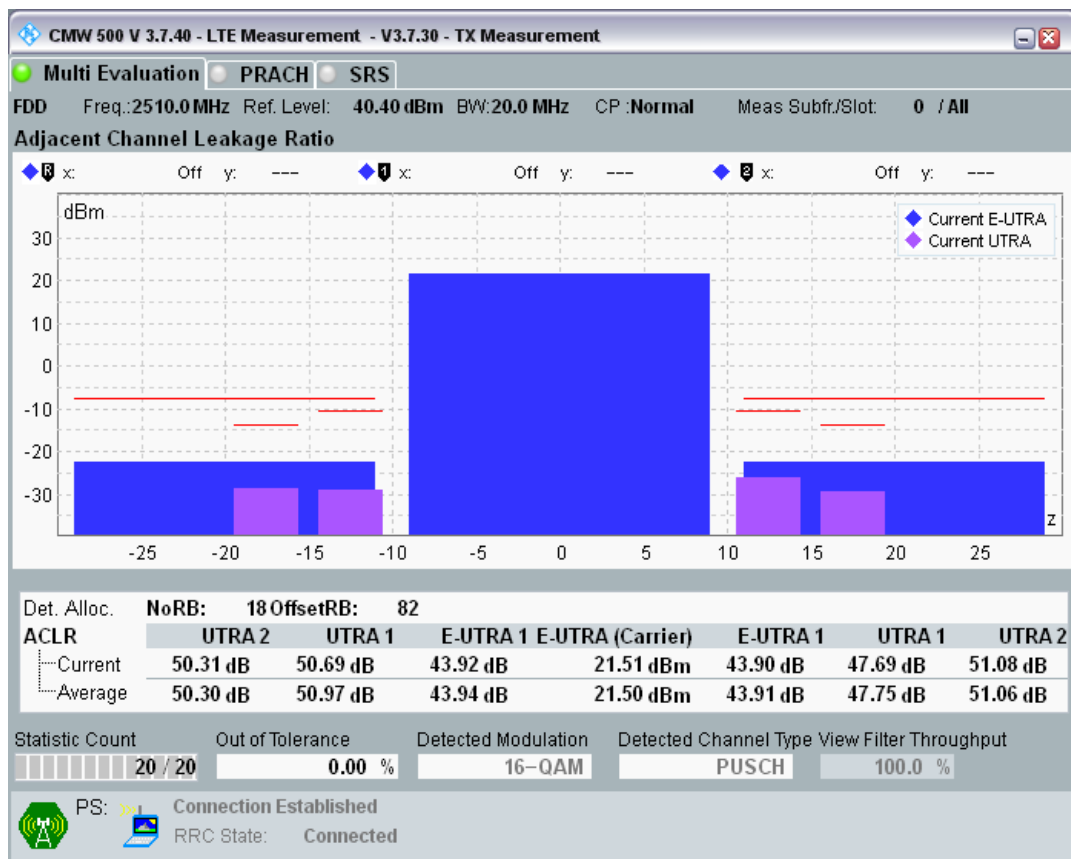 CMW 500 V 3.7.40 - LTE Measurement - V3.7.30 - TX Measurement
Multi Evaluation PRACH SRS
FDD Freq.:2510.0 MHz Ref. Level: 40.40 dBm BW:20.0 MHz CP :Normal Meas Subfr./Slot: 0 / All
Adjacent Channel Leakage Ratio
R x: Off y: --- 1 x: Off y: --- 2 x: Off y: ---
dBm
Current E-UTRA
Current UTRA
30
20
10
0
-10
-20
-30
z
-25 -20 -15 -10 -5 0 5 10 15 20 25
Det. Alloc. NoRB: 18 OffsetRB: 82
ACLR UTRA 2 UTRA 1 E-UTRA 1 E-UTRA (Carrier) E-UTRA 1 UTRA 1 UTRA 2
Current 50.31 dB 50.69 dB 43.92 dB 21.51 dBm 43.90 dB 47.69 dB 51.08 dB
Average 50.30 dB 50.97 dB 43.94 dB 21.50 dBm 43.91 dB 47.75 dB 51.06 dB
Statistic Count Out of Tolerance Detected Modulation Detected Channel Type View Filter Throughput
20 / 20 0.00 % 16-QAM PUSCH 100.0 %
PS: Connection Established
RRC State: Connected